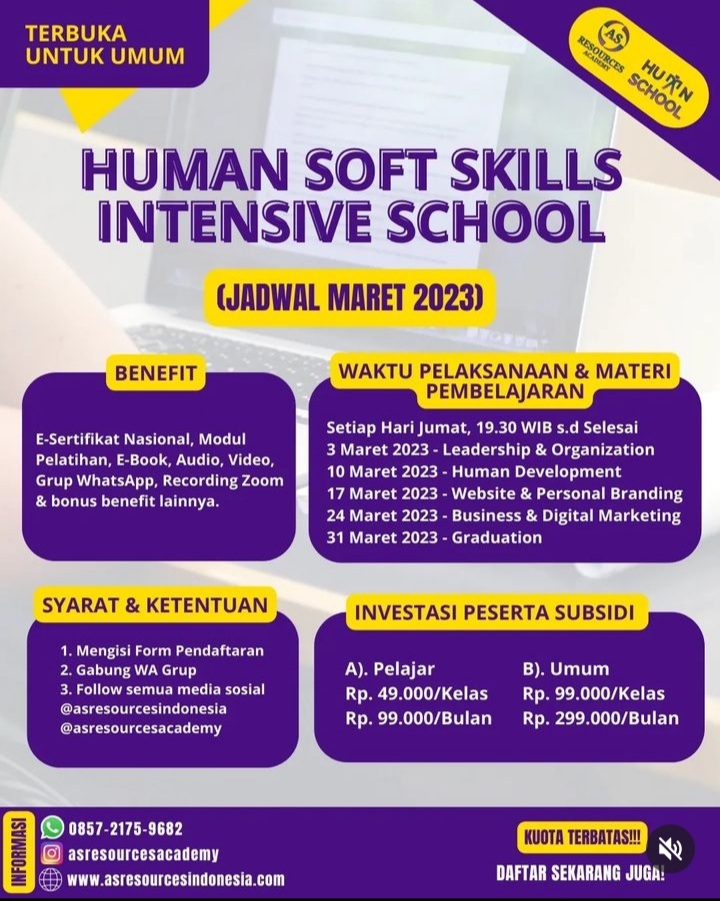 TERBUKA
UNTUK UMUM
AS
RESOURCES
ACADEMY
HUMAN
SCHOOL
HUMAN SOFT SKILLS
INTENSIVE SCHOOL
(JADWAL MARET 2023)
BENEFIT
E-Sertifikat Nasional, Modul
Pelatihan, E-Book, Audio, Video,
Grup WhatsApp, Recording Zoom
& bonus benefit lainnya.
WAKTU PELAKSANAAN & MATERI
PEMBELAJARAN
Setiap Hari Jumat, 19.30 WIB s.d Selesai
3 Maret 2023 - Leadership & Organization
10 Maret 2023 - Human Development
17 Maret 2023 - Website & Personal Branding
24 Maret 2023 - Business & Digital Marketing
31 Maret 2023 - Graduation
SYARAT & KETENTUAN
1. Mengisi Form Pendaftaran
2. Gabung WA Grup
3. Follow semua media sosial
@asresourcesindonesia
@asresourcesacademy
INVESTASI PESERTA SUBSIDI
A). Pelajar
Rp. 49.000/Kelas
Rp. 99.000/Bulan
B). Umum
Rp. 99.000/Kelas
Rp. 299.000/Bulan
INFORMASI
0857-2175-9682
asresourcesacademy
www.asresourcesindonesia.com
KUOTA TERBATAS!!!
DAFTAR SEKARANG JUGA!